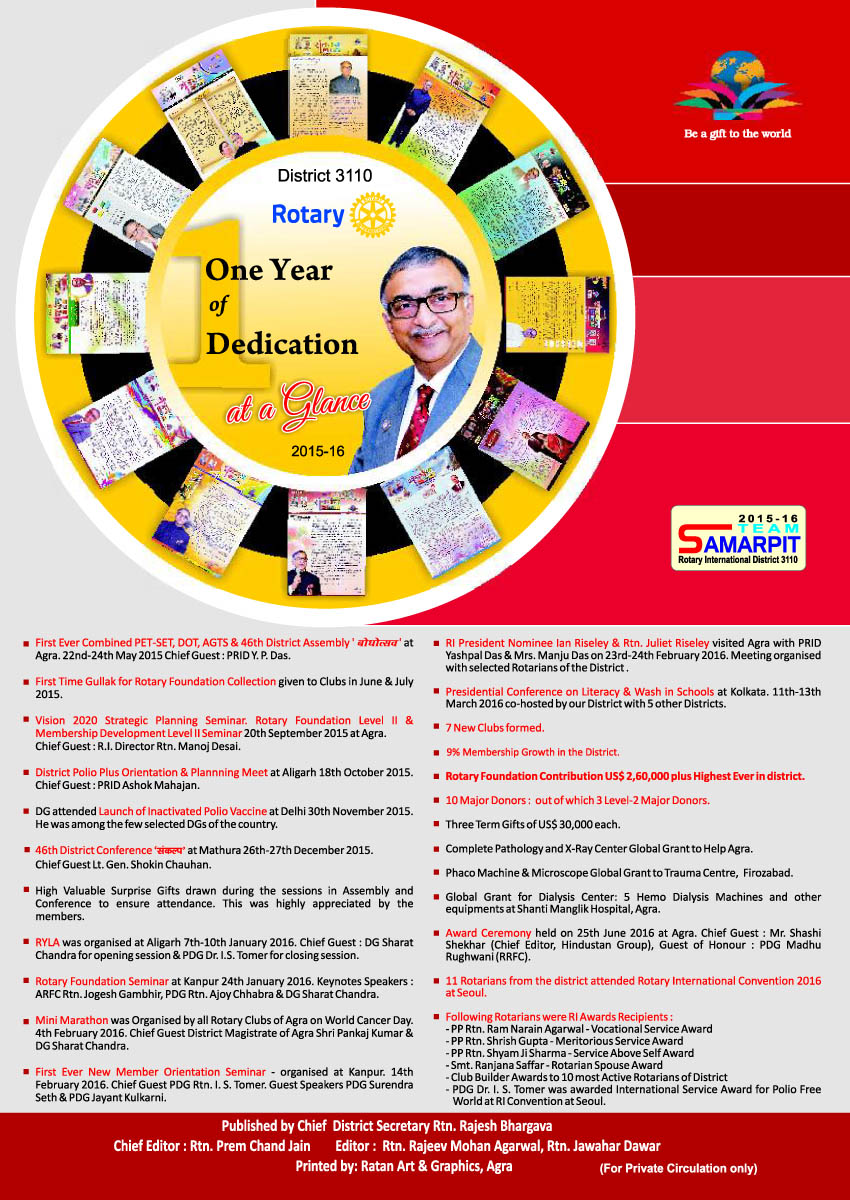 Be a gift to the world
District 3110
Rotary
1
One Year
of
Dedication
at a Glance
2015-16
2015-16
TEAM
SAMARPIT
Rotary International District 3110
First Ever Combined PET-SET, DOT, AGTS & 46th District Assembly ' बोधोत्सव' at
Agra. 22nd-24th May 2015 Chief Guest : PRID Y. P. Das.
First Time Gullak for Rotary Foundation Collection given to Clubs in June & July
2015.
Vision 2020 Strategic Planning Seminar. Rotary Foundation Level II &
Membership Development Level II Seminar 20th September 2015 at Agra.
Chief Guest : R.I. Director Rtn. Manoj Desai.
District Polio Plus Orientation & Plannning Meet at Aligarh 18th October 2015.
Chief Guest : PRID Ashok Mahajan.
DG attended Launch of Inactivated Polio Vaccine at Delhi 30th November 2015.
He was among the few selected DGs of the country.
46th District Conference 'संकल्प' at Mathura 26th-27th December 2015.
Chief Guest Lt. Gen. Shokin Chauhan.
High Valuable Surprise Gifts drawn during the sessions in Assembly and
Conference to ensure attendance. This was highly appreciated by the
members.
RYLA was organised at Aligarh 7th-10th January 2016. Chief Guest : DG Sharat
Chandra for opening session & PDG Dr. I.S. Tomer for closing session.
Rotary Foundation Seminar at Kanpur 24th January 2016. Keynotes Speakers :
ARFC Rtn. Jogesh Gambhir, PDG Rtn. Ajoy Chhabra & DG Sharat Chandra.
Mini Marathon was Organised by all Rotary Clubs of Agra on World Cancer Day.
4th February 2016. Chief Guest District Magistrate of Agra Shri Pankaj Kumar &
DG Sharat Chandra.
First Ever New Member Orientation Seminar - organised at Kanpur. 14th
February 2016. Chief Guest PDG Rtn. I. S. Tomer. Guest Speakers PDG Surendra
Seth & PDG Jayant Kulkarni.
RI President Nominee Ian Riseley & Rtn. Juliet Riseley visited Agra with PRID
Yashpal Das & Mrs. Manju Das on 23rd-24th February 2016. Meeting organised
with selected Rotarians of the District .
Presidential Conference on Literacy & Wash in Schools at Kolkata. 11th-13th
March 2016 co-hosted by our District with 5 other Districts.
7 New Clubs formed.
9% Membership Growth in the District.
Rotary Foundation Contribution US$ 2,60,000 plus Highest Ever in district.
10 Major Donors : out of which 3 Level-2 Major Donors.
Three Term Gifts of US$ 30,000 each.
Complete Pathology and X-Ray Center Global Grant to Help Agra.
Phaco Machine & Microscope Global Grant to Trauma Centre, Firozabad.
Global Grant for Dialysis Center: 5 Hemo Dialysis Machines and other
equipments at Shanti Manglik Hospital, Agra.
Award Ceremony held on 25th June 2016 at Agra. Chief Guest : Mr. Shashi
Shekhar (Chief Editor, Hindustan Group), Guest of Honour : PDG Madhu
Rughwani (RRFC).
11 Rotarians from the district attended Rotary International Convention 2016
at Seoul.
Following Rotarians were RI Awards Recipients :
- PP Rtn. Ram Narain Agarwal - Vocational Service Award
- PP Rtn. Shrish Gupta - Meritorious Service Award
- PP Rtn. Shyam Ji Sharma - Service Above Self Award
- Smt. Ranjana Saffar - Rotarian Spouse Award
- Club Builder Awards to 10 most Active Rotarians of District
- PDG Dr. I. S. Tomer was awarded International Service Award for Polio Free
World at RI Convention at Seoul.
Published by Chief District Secretary Rtn. Rajesh Bhargava
Chief Editor : Rtn. Prem Chand Jain Editor : Rtn. Rajeev Mohan Agarwal, Rtn. Jawahar Dawar
Printed by: Ratan Art & Graphics, Agra (For Private Circulation only)